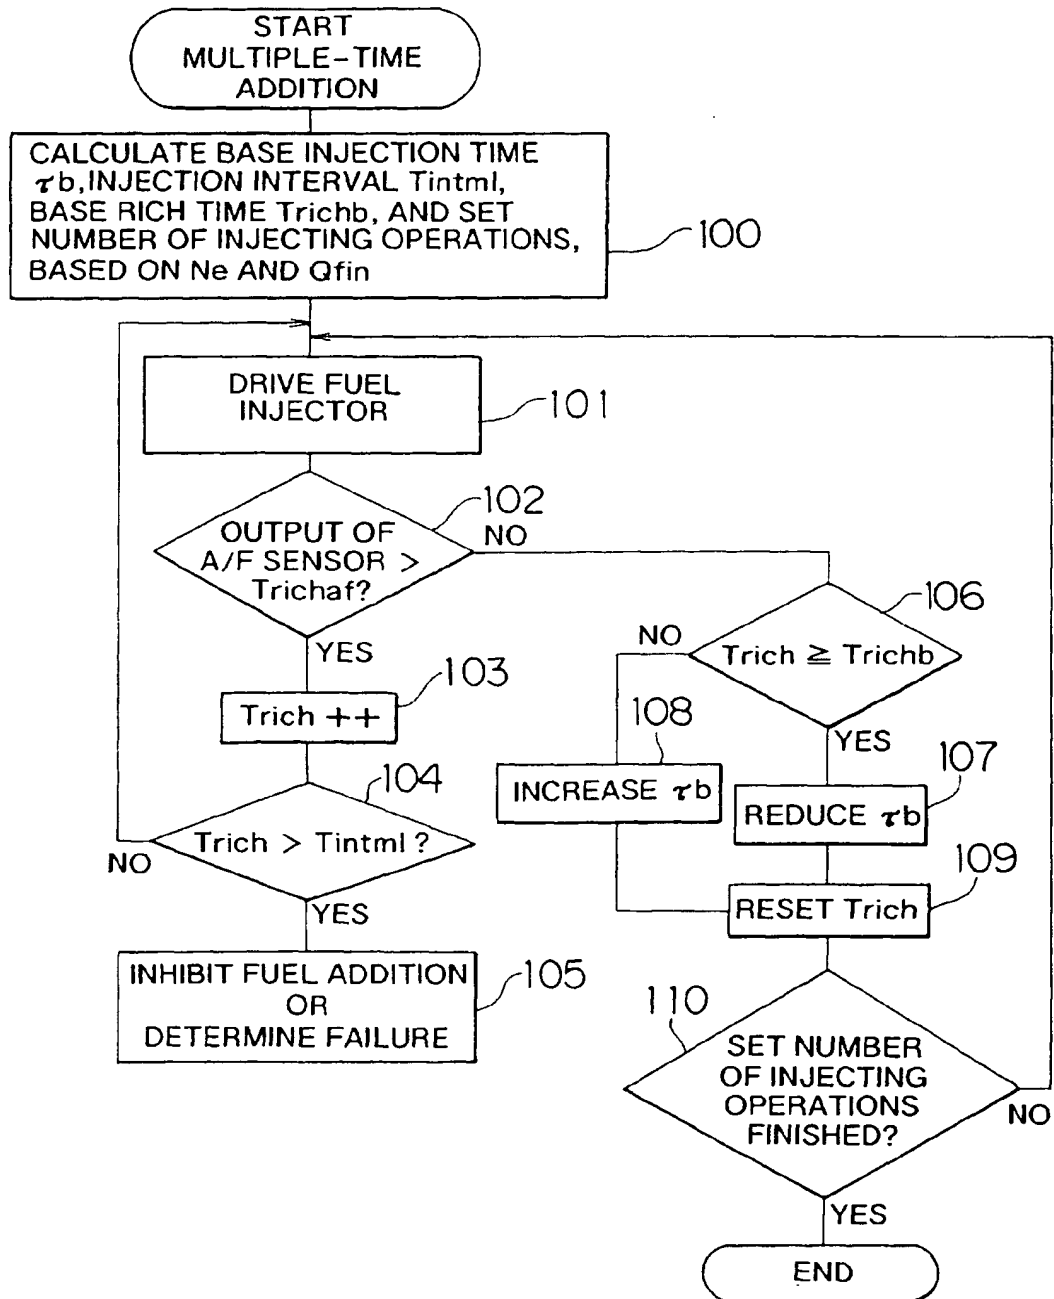 START
MULTIPLE-TIME
ADDITION
CALCULATE BASE INJECTION TIME
τb,INJECTION INTERVAL Tintml,
BASE RICH TIME Trichb, AND SET
NUMBER OF INJECTING OPERATIONS,
BASED ON Ne AND Qfin
100
DRIVE FUEL
INJECTOR
101
OUTPUT OF
A/F SENSOR >
Trichaf?
102
NO
YES
Trich ++
103
Trich > Tintml ?
104
NO
YES
INHIBIT FUEL ADDITION
OR
DETERMINE FAILURE
105
Trich ≧ Trichb
106
NO
YES
REDUCE τb
107
INCREASE τb
108
RESET Trich
109
SET NUMBER
OF INJECTING
OPERATIONS
FINISHED?
110
NO
YES
END